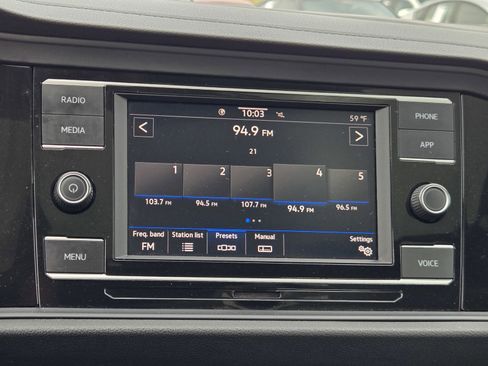 RADIO
MEDIA
MENU
10:03
59 °F
94.9 FM
21
1 2 3 4 5
103.7 FM 94.5 FM 107.7 FM 94.9 FM 96.5 FM
Freq. band Station list Presets Manual Settings
FM
PHONE
APP
VOICE